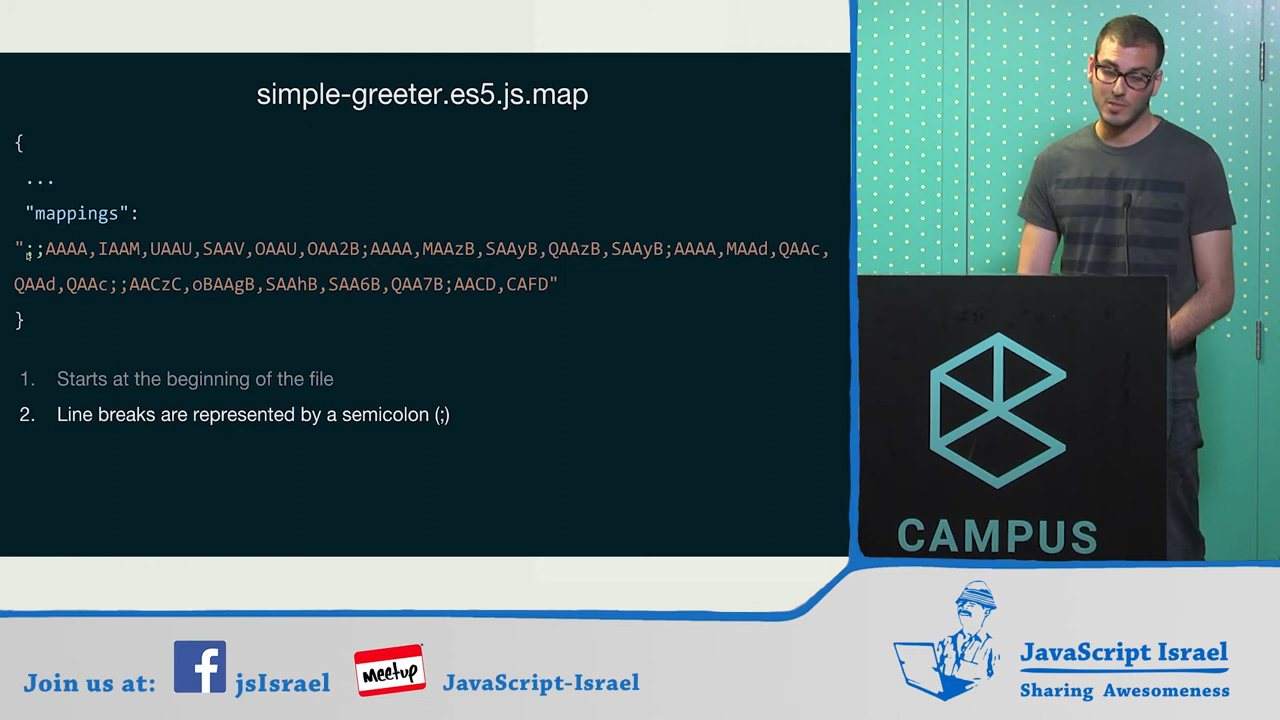 simple-greeter.es5.js.map
{
...
"mappings":
";;AAAA,IAAM,UAAU,SAAV,OAAU,OAA2B;AAAA,MAAzB,SAAyB,QAAzB,SAAyB;AAAA,MAAd,QAAc,
QAAd,QAAc;;AACzC,oBAAgB,SAAhB,SAA6B,QAA7B;AACD,CAFD"
}
1. Starts at the beginning of the file
2. Line breaks are represented by a semicolon (;)
CAMPUS
Join us at:
f
jsIsrael
meetup
JavaScript-Israel
JavaScript Israel
Sharing Awesomeness